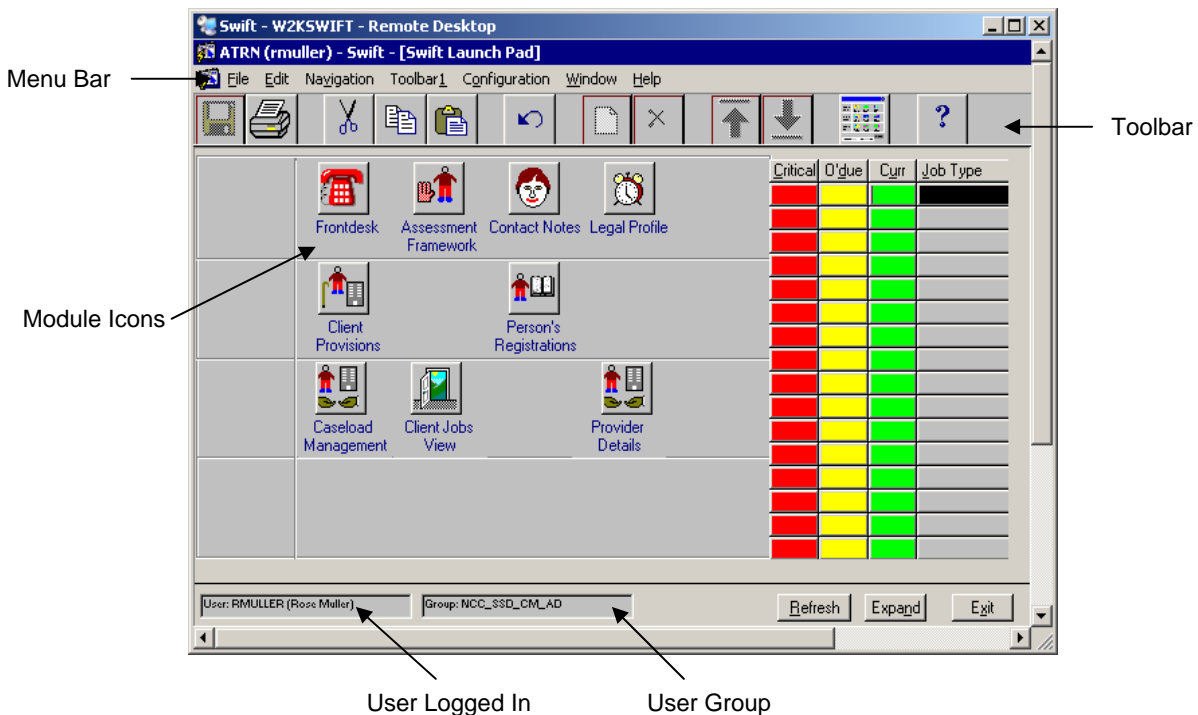 Swift - W2KSWIFT - Remote Desktop
ATRN (rmuller) - Swift - [Swift Launch Pad]
Menu Bar
File Edit Navigation Toolbar1 Configuration Window Help
?
Toolbar
Critical O'due Curr Job Type
Frontdesk
Assessment
Framework
Contact Notes
Legal Profile
Module Icons
Client
Provisions
Person's
Registrations
Caseload
Management
Client Jobs
View
Provider
Details
User: RMULLER (Rose Muller)
Group: NCC_SSD_CM_AD
Refresh
Expand
Exit
User Logged In
User Group